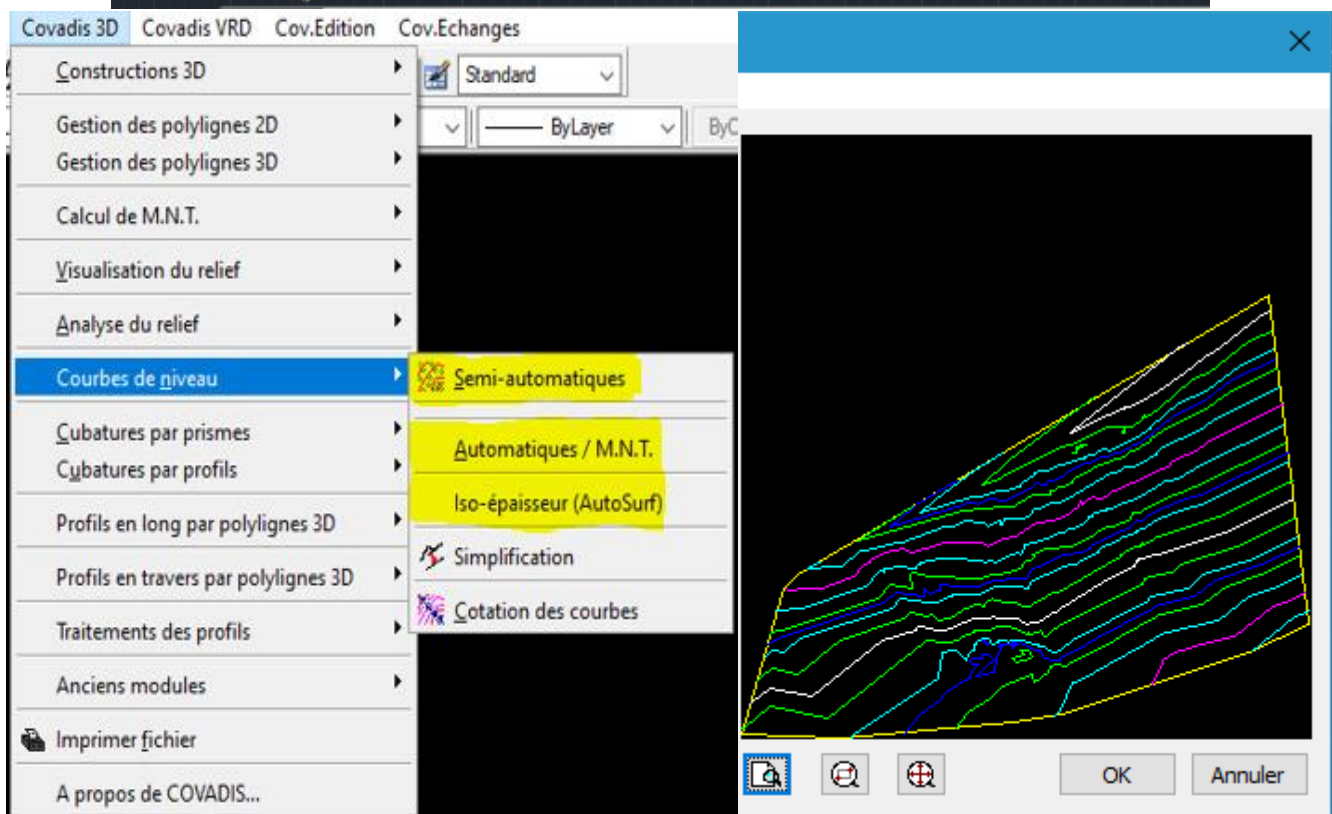 Covadis 3D Covadis VRD Cov.Edition Cov.Echanges
Constructions 3D
Standard
Gestion des polylignes 2D
ByLayer
Gestion des polylignes 3D
Calcul de M.N.T.
Visualisation du relief
Analyse du relief
Courbes de niveau
Semi-automatiques
Cubatures par prismes
Automatiques / M.N.T.
Cubatures par profils
Iso-épaisseur (AutoSurf)
Profils en long par polylignes 3D
Simplification
Profils en travers par polylignes 3D
Cotation des courbes
Traitements des profils
Anciens modules
Imprimer fichier
A propos de COVADIS...
OK Annuler